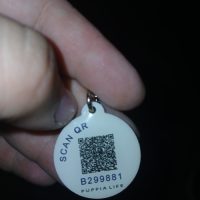 SCAN QR
B299881
PUPPIA LIFE